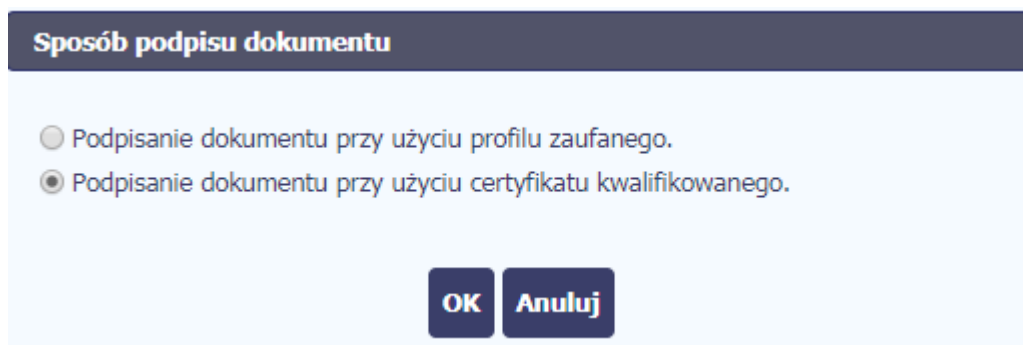 Sposób podpisu dokumentu
Podpisanie dokumentu przy użyciu profilu zaufanego.
Podpisanie dokumentu przy użyciu certyfikatu kwalifikowanego.
OK Anuluj